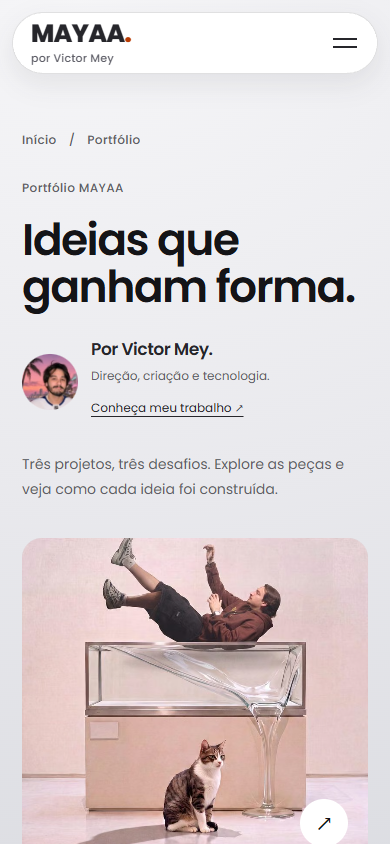 MAYAA.
por Victor Mey
Início / Portfólio
Portfólio MAYAA
Ideias que
ganham forma.
Por Victor Mey.
Direção, criação e tecnologia.
Conheça meu trabalho ↗
Três projetos, três desafios. Explore as peças e
veja como cada ideia foi construída.
↗